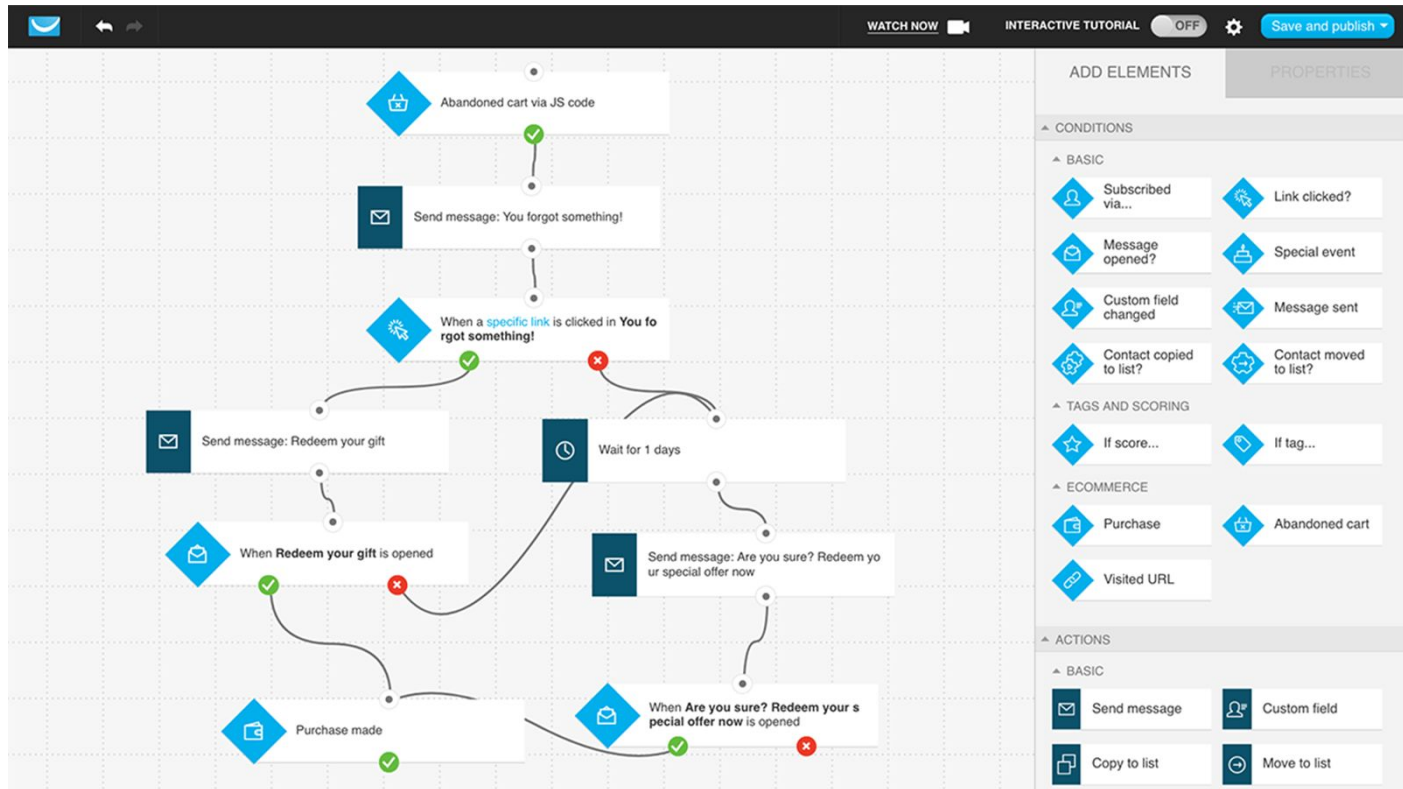 WATCH NOW
INTERACTIVE TUTORIAL
OFF
Save and publish
ADD ELEMENTS
PROPERTIES
CONDITIONS
BASIC
Subscribed
via...
Link clicked?
Message
opened?
Special event
Custom field
changed
Message sent
Contact copied
to list?
Contact moved
to list?
TAGS AND SCORING
If score...
If tag...
ECOMMERCE
Purchase
Abandoned cart
Visited URL
ACTIONS
BASIC
Send message
Custom field
Copy to list
Move to list
Abandoned cart via JS code
Send message: You forgot something!
When a specific link is clicked in You fo
rgot something!
Send message: Redeem your gift
Wait for 1 days
When Redeem your gift is opened
Send message: Are you sure? Redeem yo
ur special offer now
Purchase made
When Are you sure? Redeem your s
pecial offer now is opened